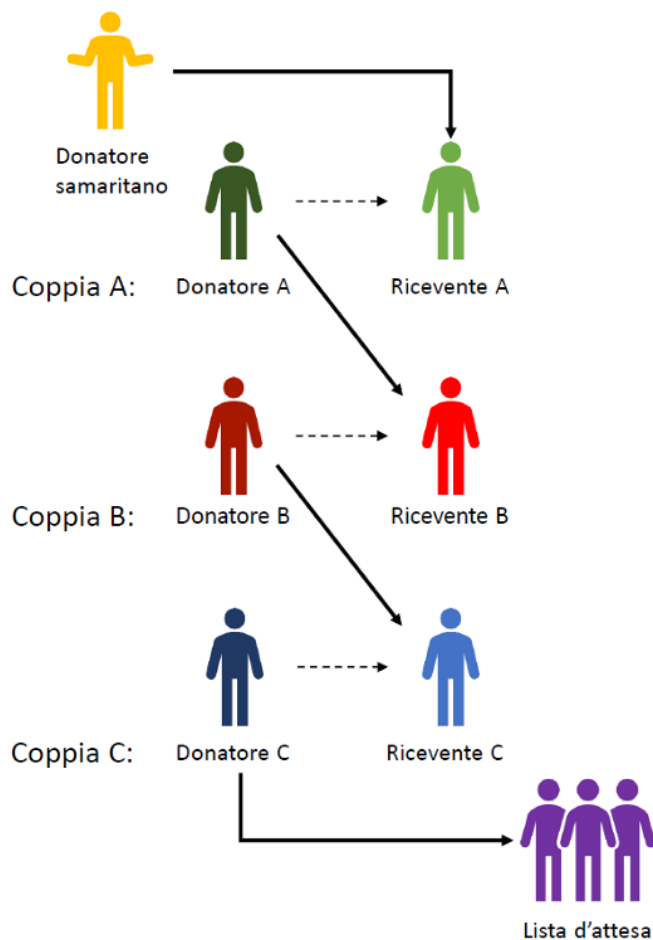 Donatore
samaritano
Coppia A:
Donatore A
Ricevente A
Coppia B:
Donatore B
Ricevente B
Coppia C:
Donatore C
Ricevente C
Lista d'attesa